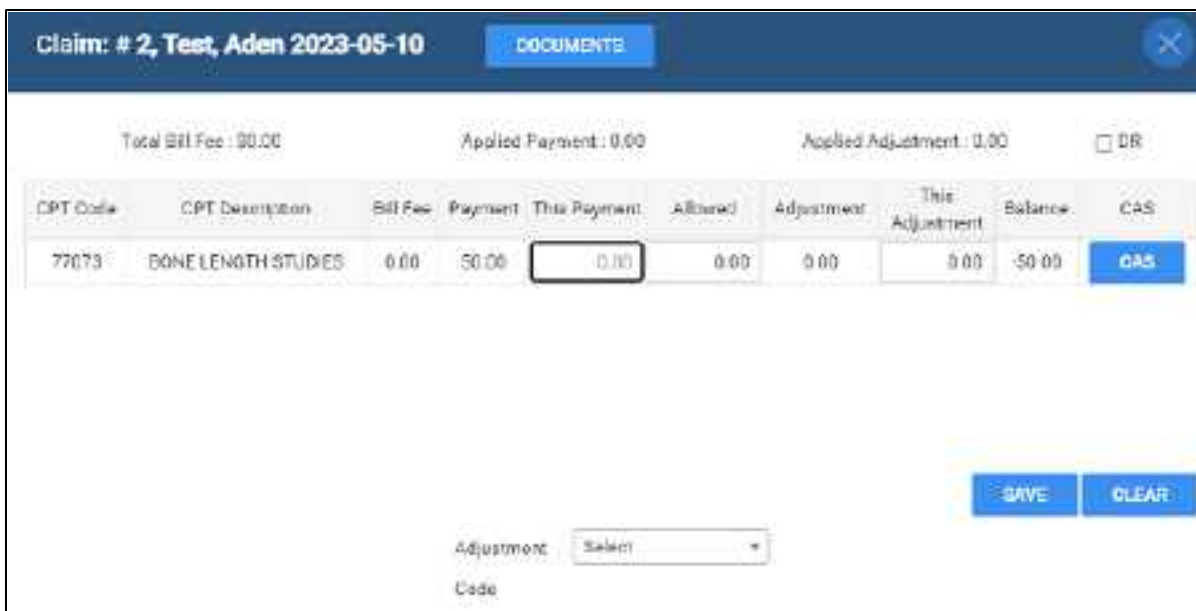 Claim: # 2, Test, Aden 2023-05-10 DOCUMENTS
Total Bill Fee : $0.00 Applied Payment : 0.00 Applied Adjustment : 0.00 DR
CPT Code CPT Description Bill Fee Payment This Payment Allowed Adjustment This Adjustment Balance CAS
77073 BONE LENGTH STUDIES 0.00 50.00 0.00 0.00 0.00 0.00 -50.00 CAS
SAVE CLEAR
Adjustment Select
Code